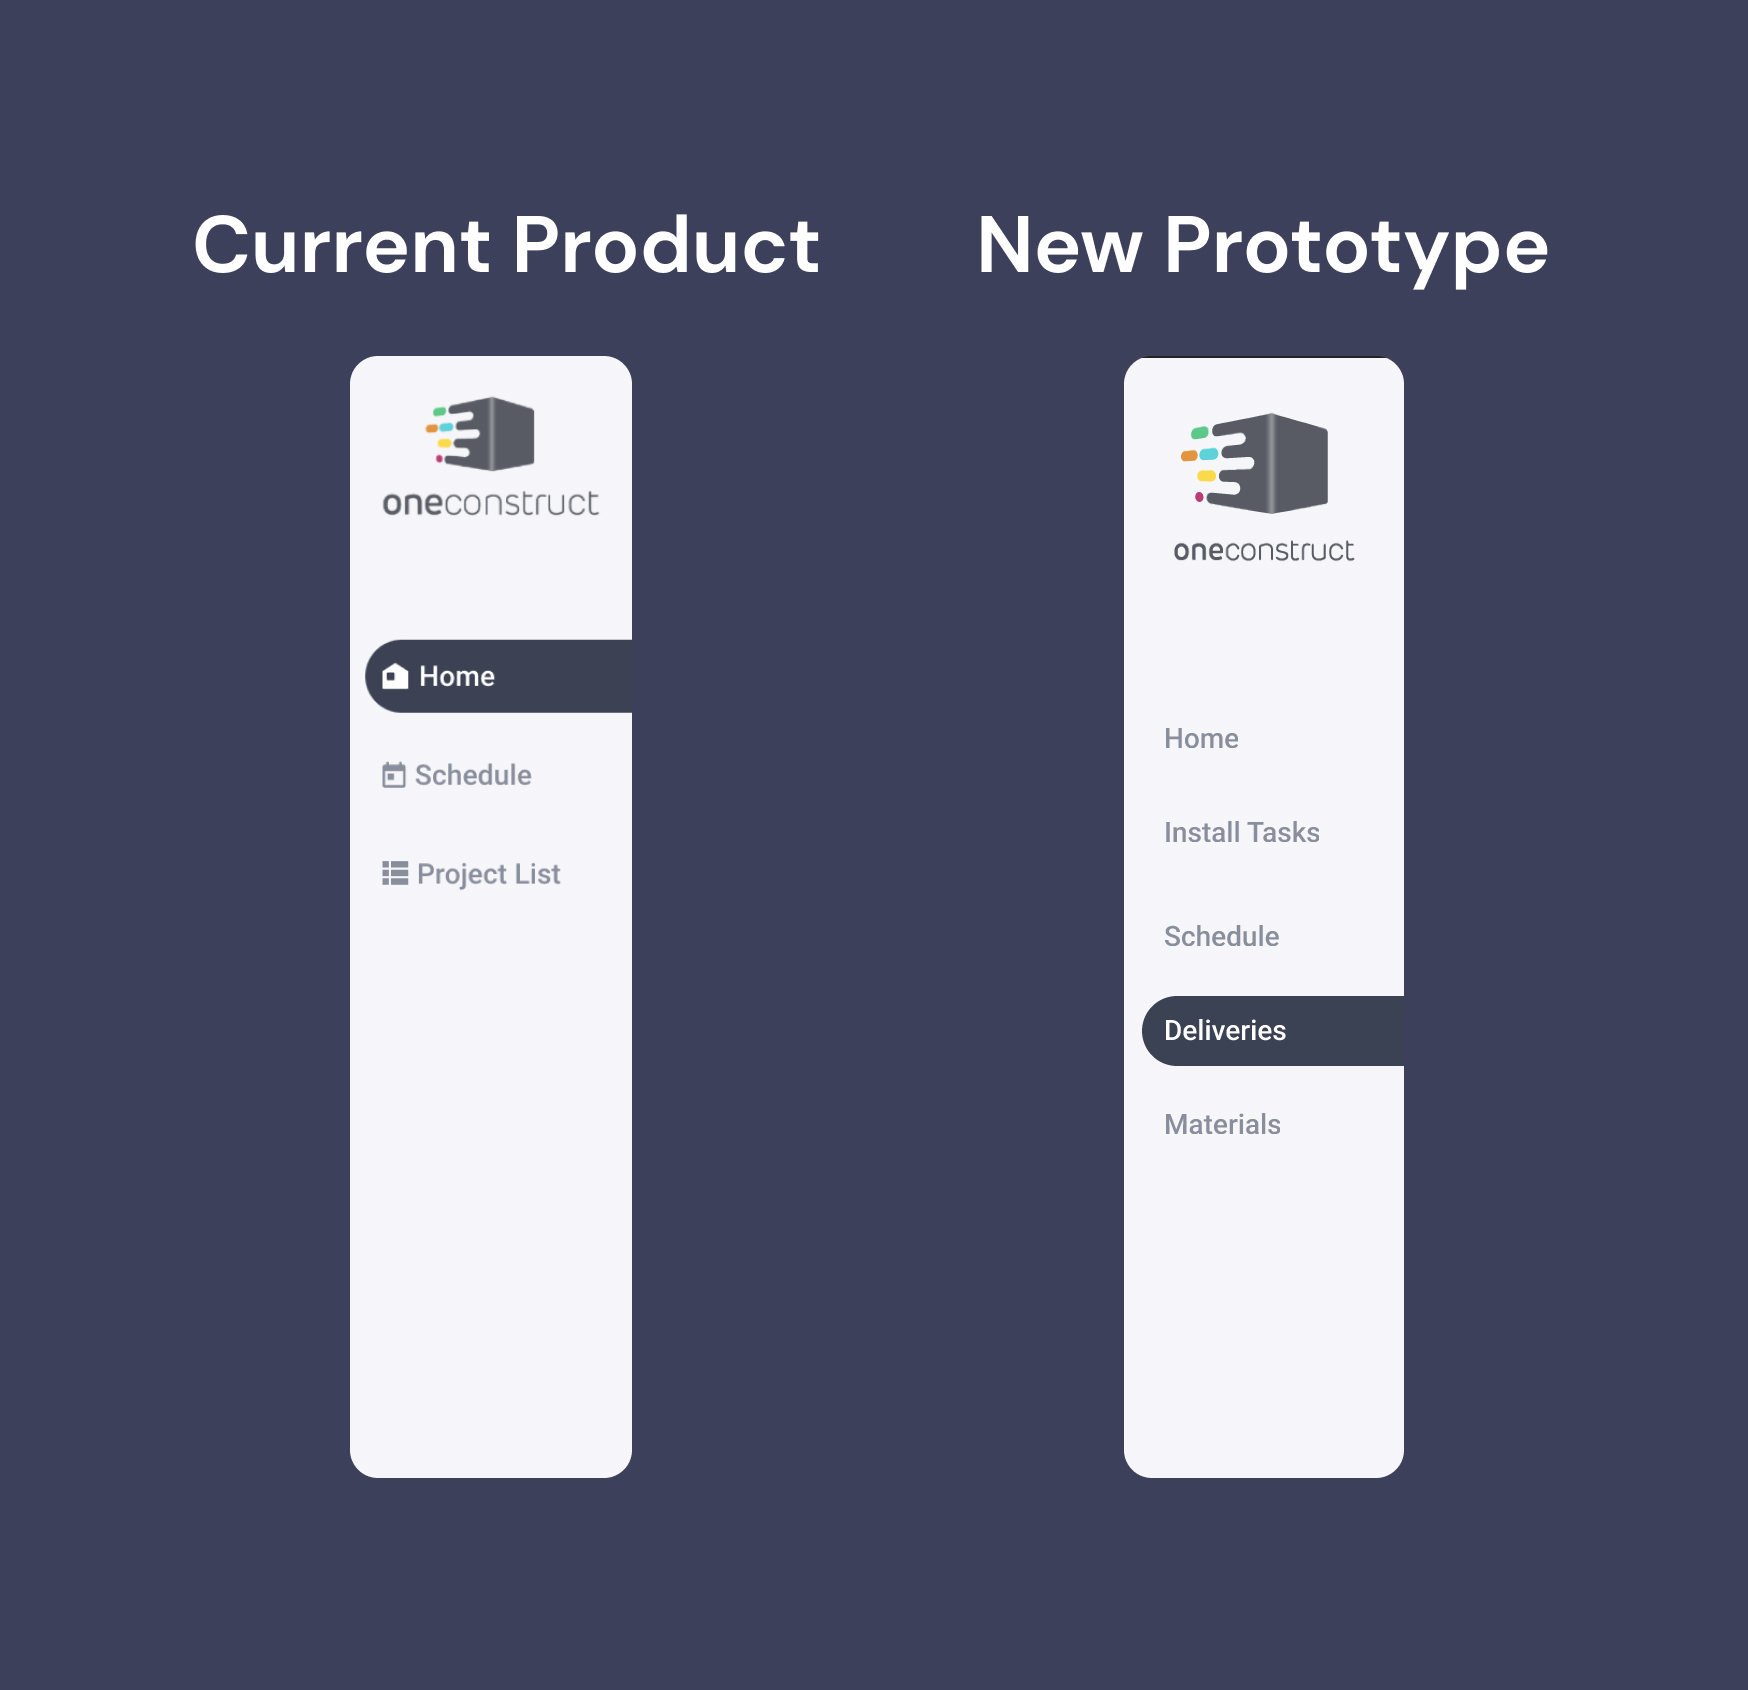 Current Product
oneconstruct
Home
Schedule
Project List
New Prototype
oneconstruct
Home
Install Tasks
Schedule
Deliveries
Materials